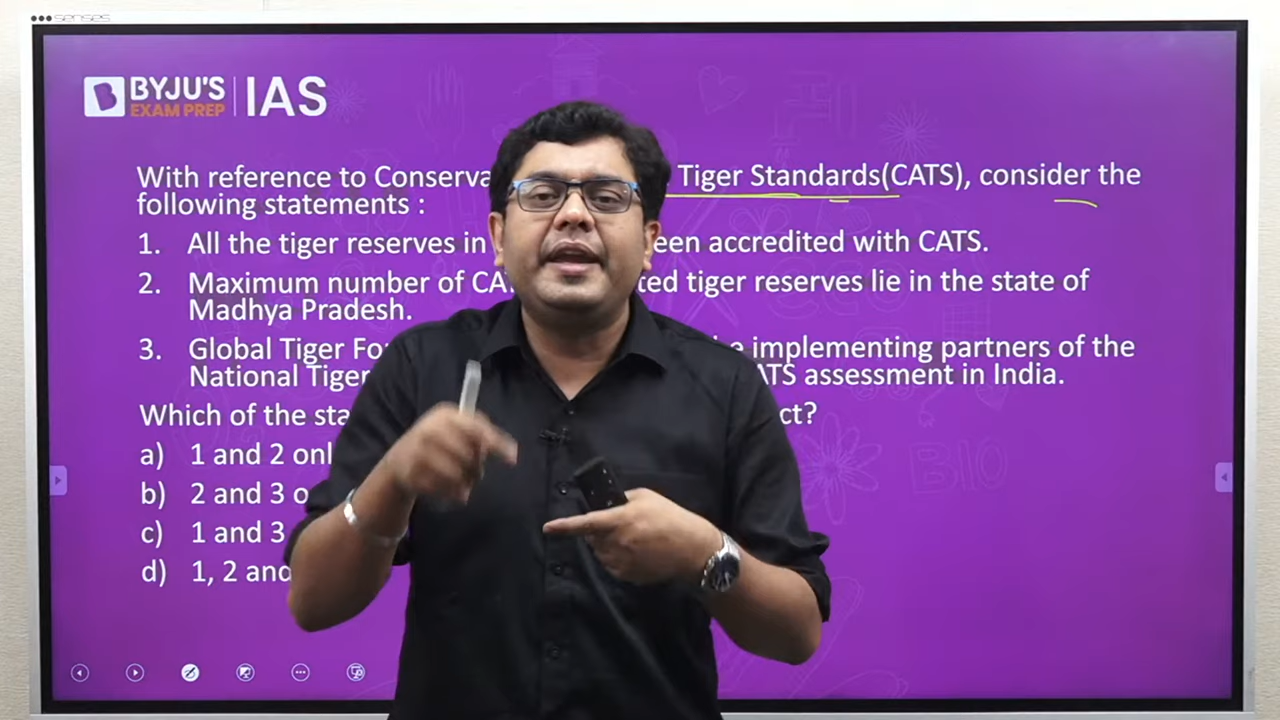 senses
BYJU'S
EXAM PREP
IAS
With reference to Conserva Tiger Standards(CATS), consider the
following statements :
1. All the tiger reserves in een accredited with CATS.
2. Maximum number of CA ted tiger reserves lie in the state of
Madhya Pradesh.
3. Global Tiger Fo e implementing partners of the
National Tiger ATS assessment in India.
Which of the sta ct?
a) 1 and 2 onl
b) 2 and 3 o
c) 1 and 3
d) 1, 2 and
BIO